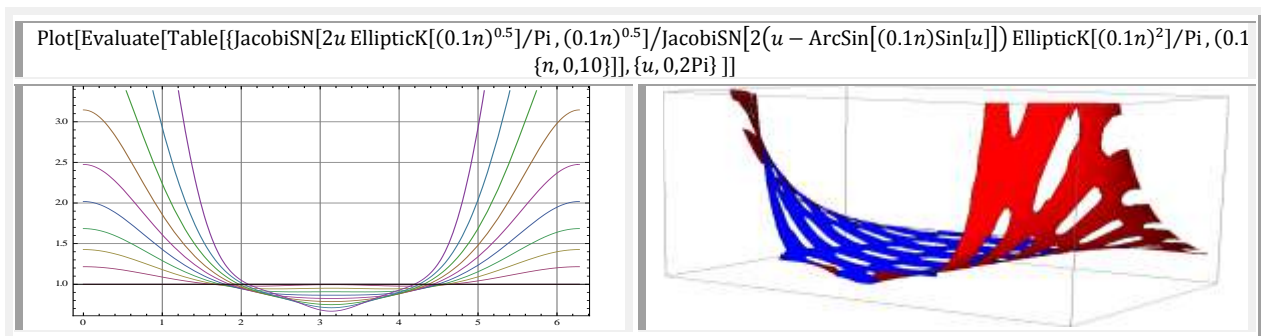 Plot[Evaluate[Table[{JacobiSN[2u EllipticK[(0.1n)^0.5]/Pi , (0.1n)^0.5]/JacobiSN[2(u − ArcSin[(0.1n)Sin[u]]) EllipticK[(0.1n)^2]/Pi , (0.1
{n, 0,10}]], {u, 0,2Pi} ]]
3.0
2.5
2.0
1.5
1.0
0 1 2 3 4 5 6